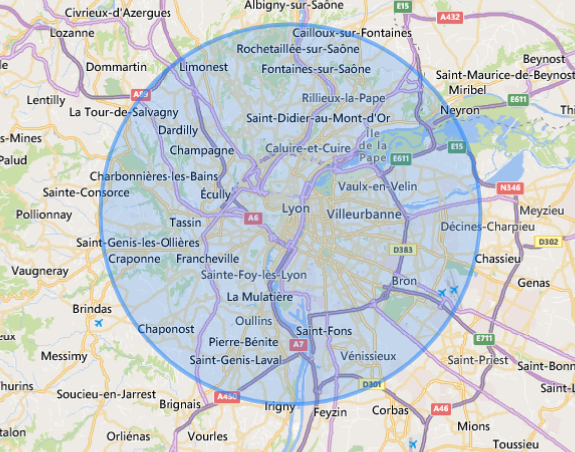 Albigny-sur-Saône
Civrieux-d'Azergues
E15
A432
Lozanne
Cailloux-sur-Fontaines
Rochetaillée-sur-Saône
Beynost
Dommartin
Limonest
Fontaines-sur-Saône
Saint-Maurice-de-Beynost
Miribel
Lentilly
Rillieux-la-Pape
E611
Neyron
La Tour-de-Salvagny
Saint-Didier-au-Mont-d'Or
Dardilly
Île
de la
Pape
Caluire-et-Cuire
E15
Champagne
E611
Palud
Charbonnières-les-Bains
Vaulx-en-Velin
N346
Sainte-Consorce
Écully
Lyon
Villeurbanne
Meyzieu
Pollionnay
Tassin
A6
Décines-Charpieu
D302
Saint-Genis-les-Ollières
D383
Craponne
Francheville
Chassieu
Vaugneray
Sainte-Foy-lès-Lyon
Bron
Genas
La Mulatière
Brindas
Oullins
Chaponost
Saint-Fons
E711
Pierre-Bénite
A7
Messimy
Saint-Genis-Laval
Vénissieux
Saint-Priest
D301
Soucieu-en-Jarrest
A450
Brignais
Irigny
Feyzin
Corbas
A46
Mions
Orliénas
Vourles
Toussieu